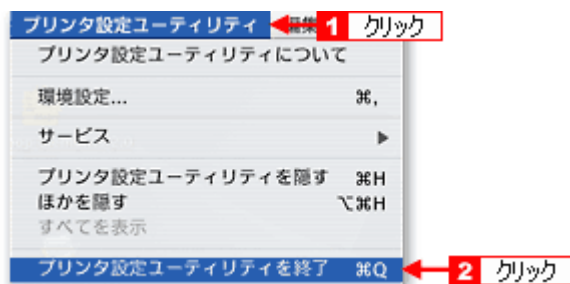 プリンタ設定ユーティリティ 編集 1 クリック
プリンタ設定ユーティリティについて
環境設定... ⌘,
サービス ▶
プリンタ設定ユーティリティを隠す ⌘H
ほかを隠す ⌥⌘H
すべてを表示
プリンタ設定ユーティリティを終了 ⌘Q 2 クリック